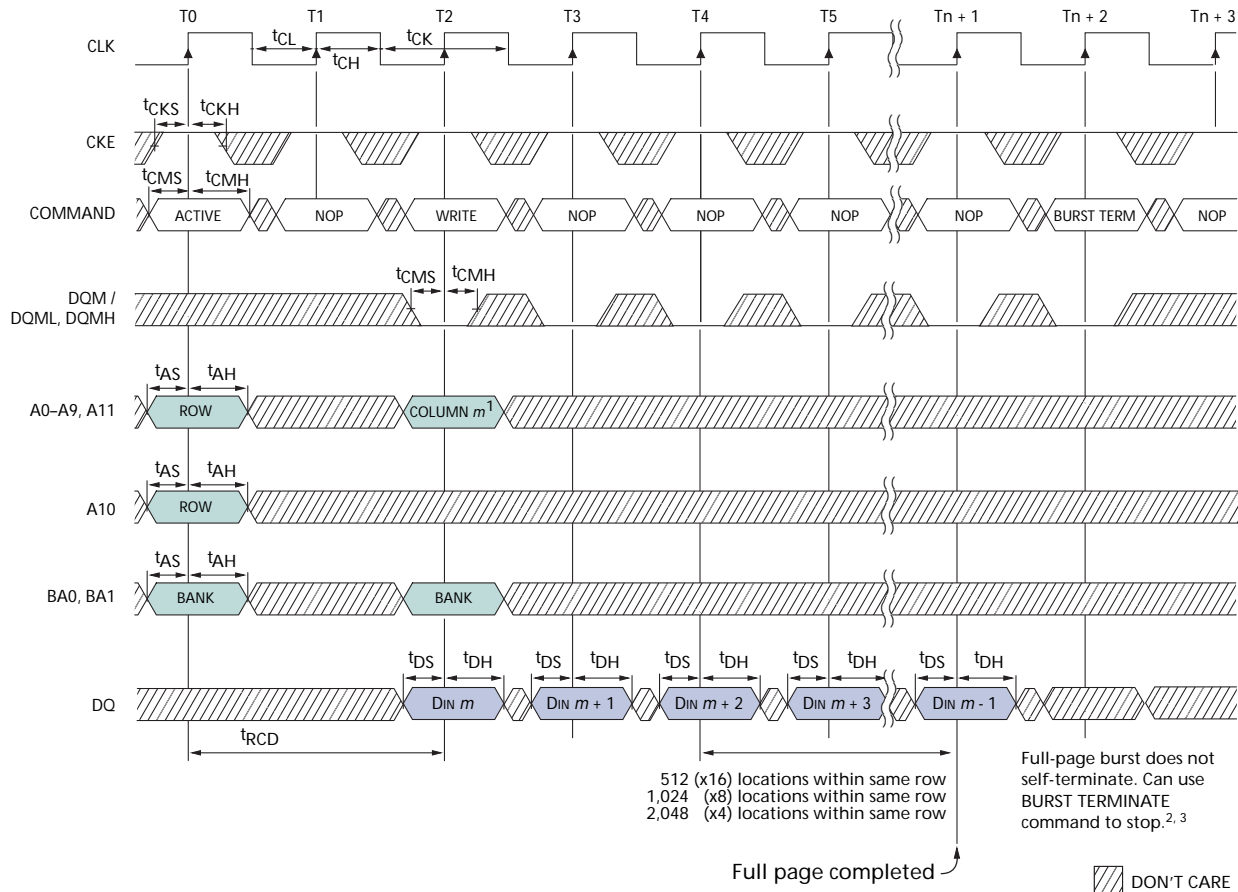 T0 T1 T2 T3 T4 T5 Tn + 1 Tn + 2 Tn + 3
CLK
tCL tCK
tCH
tCKS tCKH
CKE
tCMS tCMH
COMMAND ACTIVE NOP WRITE NOP NOP NOP NOP BURST TERM NOP
tCMS tCMH
DQM /
DQML, DQMH
tAS tAH
A0–A9, A11 ROW COLUMN m1
tAS tAH
A10 ROW
tAS tAH
BA0, BA1 BANK BANK
tDS tDH tDS tDH tDS tDH tDS tDH tDS tDH
DQ DIN m DIN m + 1 DIN m + 2 DIN m + 3 DIN m - 1
tRCD
512 (x16) locations within same row
1,024 (x8) locations within same row
2,048 (x4) locations within same row
Full-page burst does not
self-terminate. Can use
BURST TERMINATE
command to stop.2, 3
Full page completed
DON'T CARE